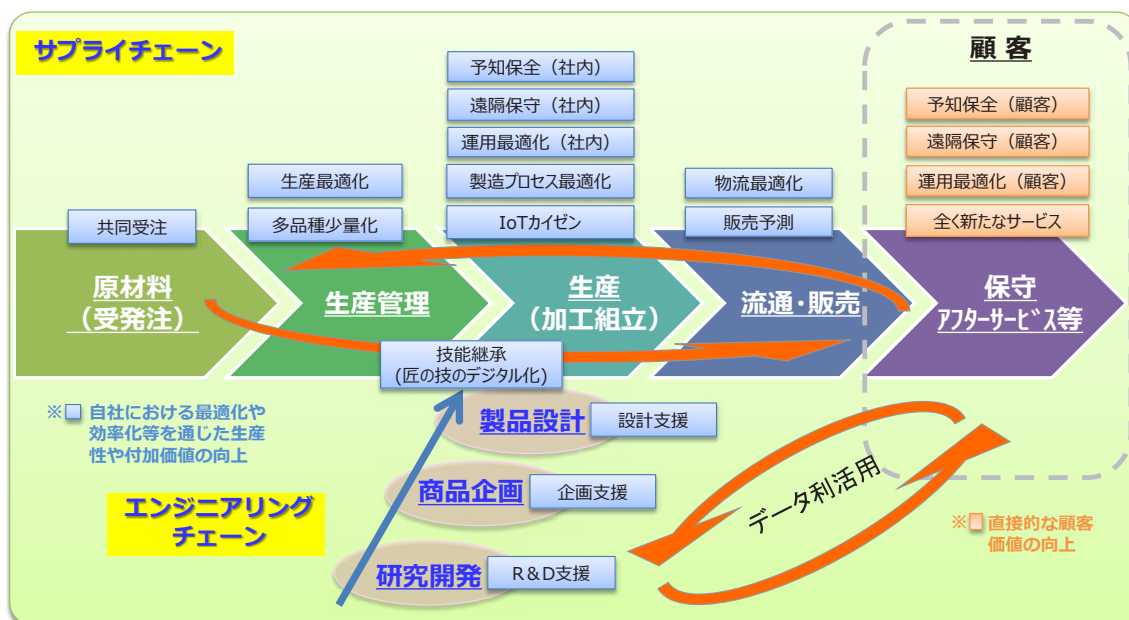 サプライチェーン
顧 客
予知保全（社内）
遠隔保守（社内）
運用最適化（社内）
製造プロセス最適化
IoTカイゼン
生産最適化
多品種少量化
共同受注
物流最適化
販売予測
予知保全（顧客）
遠隔保守（顧客）
運用最適化（顧客）
全く新たなサービス
原材料
（受発注）
生産管理
生産
（加工組立）
流通・販売
保守
ｱﾌﾀｰｻｰﾋﾞｽ等
技能継承
(匠の技のデジタル化)
製品設計
設計支援
商品企画
企画支援
研究開発
R＆D支援
※ 自社における最適化や
効率化等を通じた生産
性や付加価値の向上
エンジニアリング
チェーン
データ利活用
※ 直接的な顧客
価値の向上